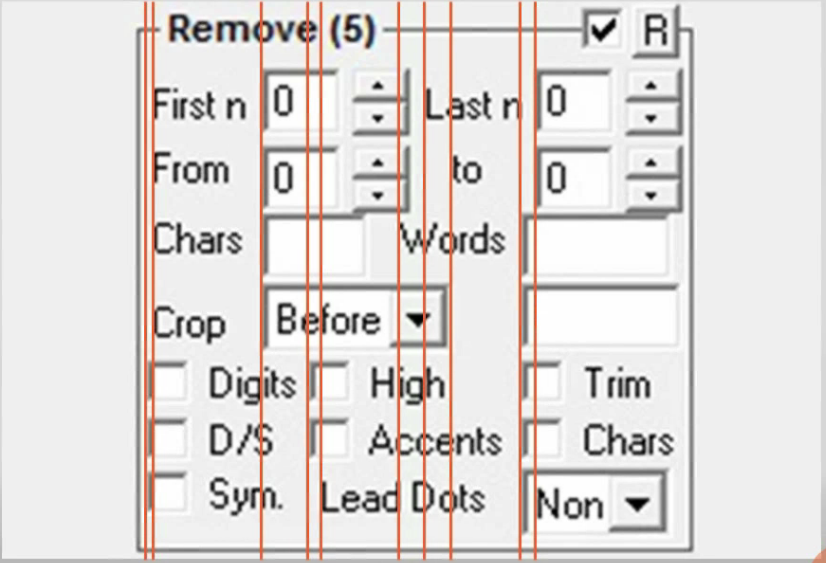 Remove (5) R
First n 0 Last n 0
From 0 to 0
Chars Words
Crop Before
Digits High Trim
D/S Accents Chars
Sym. Lead Dots Non